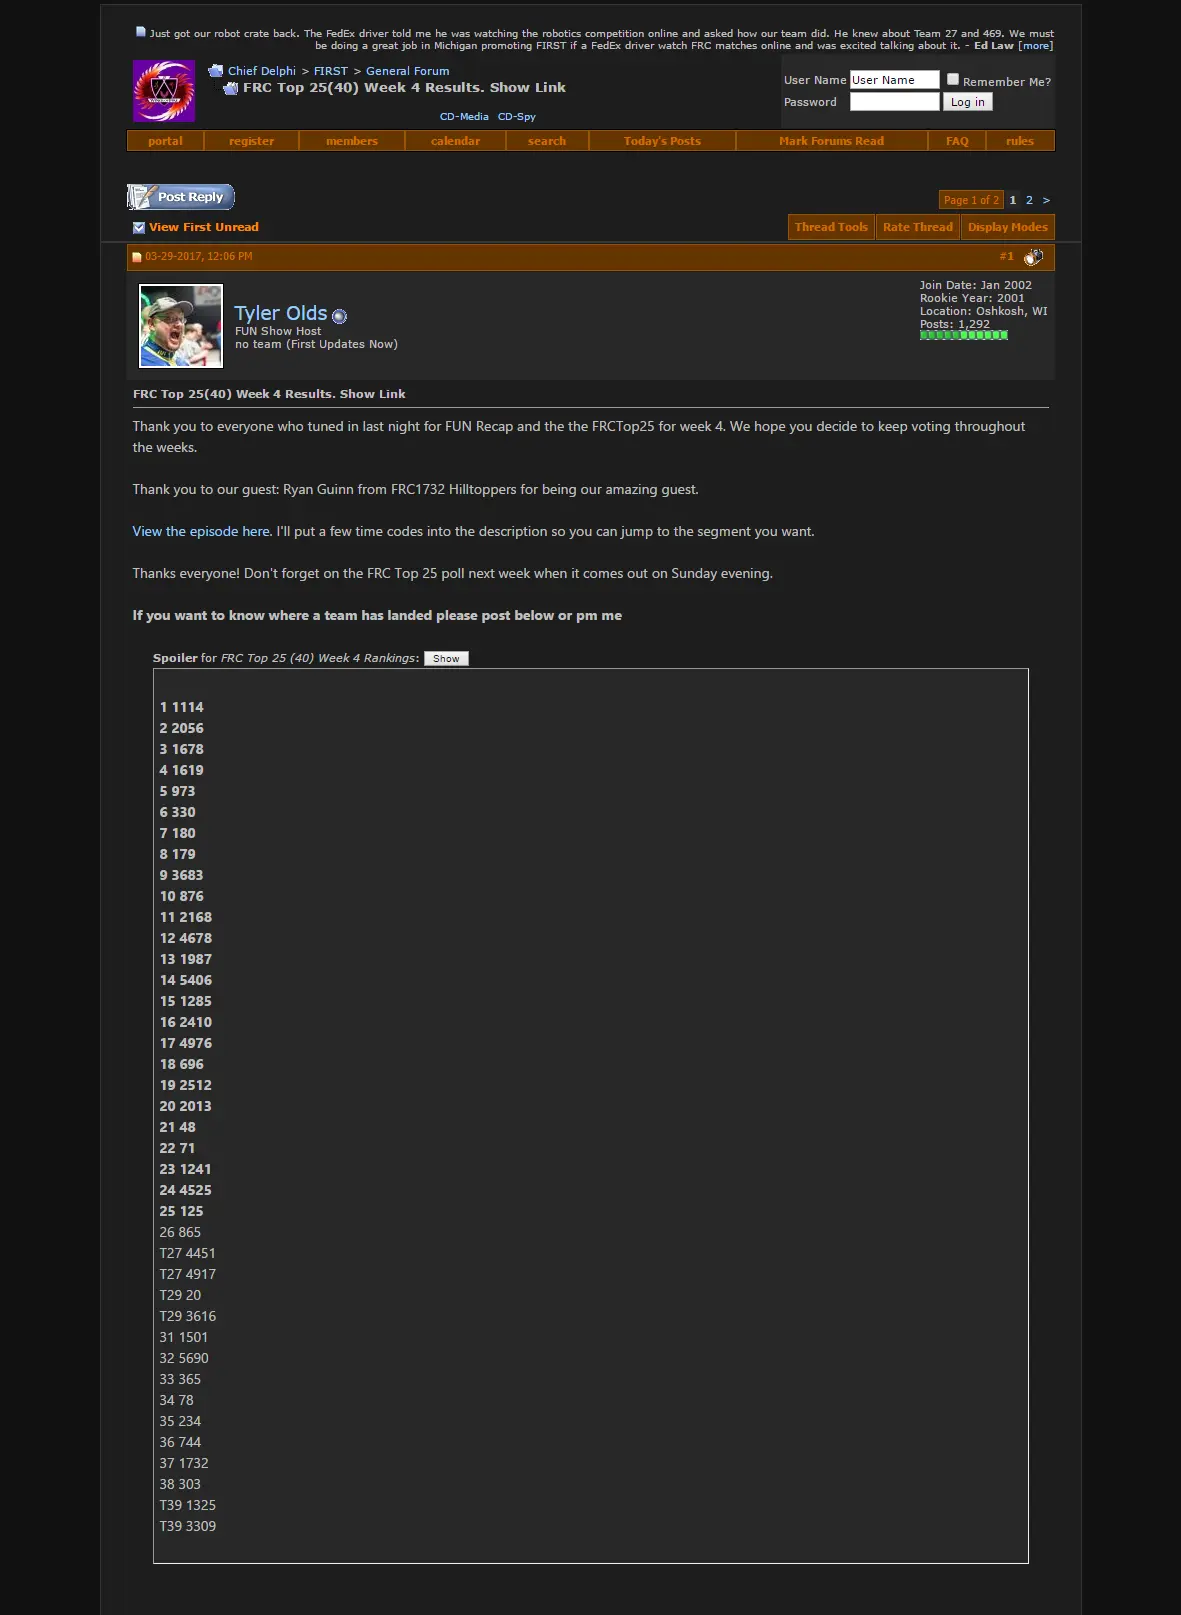 Just got our robot crate back. The FedEx driver told me he was watching the robotics competition online and asked how our team did. He knew about Team 27 and 469. We must
be doing a great job in Michigan promoting FIRST if a FedEx driver watch FRC matches online and was excited talking about it. - Ed Law [more]
Chief Delphi > FIRST > General Forum
FRC Top 25(40) Week 4 Results. Show Link
User Name User Name Remember Me?
Password Log in
CD-Media CD-Spy
portal register members calendar search Today's Posts Mark Forums Read FAQ rules
Post Reply
Page 1 of 2 1 2 >
View First Unread
Thread Tools Rate Thread Display Modes
03-29-2017, 12:06 PM #1
Tyler Olds
FUN Show Host
no team (First Updates Now)
Join Date: Jan 2002
Rookie Year: 2001
Location: Oshkosh, WI
Posts: 1,292
FRC Top 25(40) Week 4 Results. Show Link
Thank you to everyone who tuned in last night for FUN Recap and the the FRCTop25 for week 4. We hope you decide to keep voting throughout
the weeks.
Thank you to our guest: Ryan Guinn from FRC1732 Hilltoppers for being our amazing guest.
View the episode here. I'll put a few time codes into the description so you can jump to the segment you want.
Thanks everyone! Don't forget on the FRC Top 25 poll next week when it comes out on Sunday evening.
If you want to know where a team has landed please post below or pm me
Spoiler for FRC Top 25 (40) Week 4 Rankings: Show
1 1114
2 2056
3 1678
4 1619
5 973
6 330
7 180
8 179
9 3683
10 876
11 2168
12 4678
13 1987
14 5406
15 1285
16 2410
17 4976
18 696
19 2512
20 2013
21 48
22 71
23 1241
24 4525
25 125
26 865
T27 4451
T27 4917
T29 20
T29 3616
31 1501
32 5690
33 365
34 78
35 234
36 744
37 1732
38 303
T39 1325
T39 3309